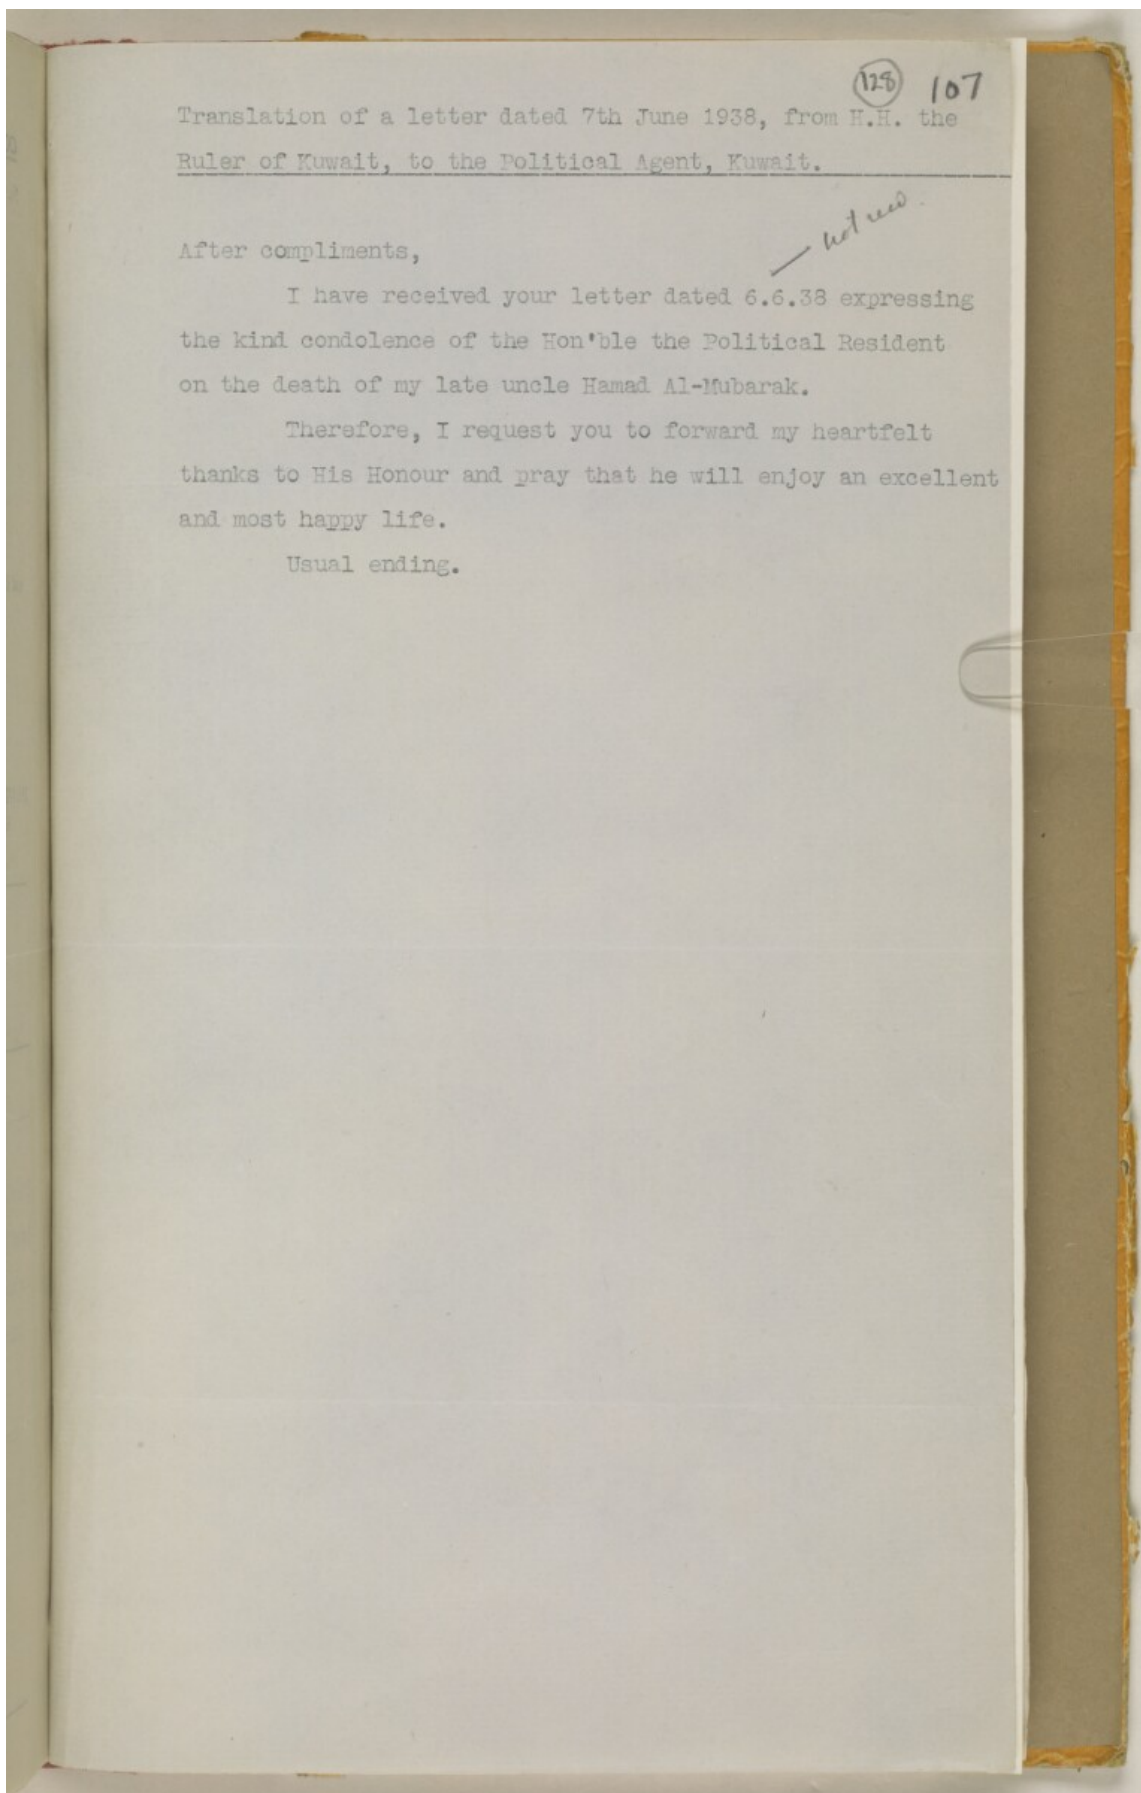 128 107
Translation of a letter dated 7th June 1938, from H.H. the
Ruler of Kuwait, to the Political Agent, Kuwait.
not
After compliments,
I have received your letter dated 6.6.38 expressing
the kind condolence of the Hon'ble the Political Resident
on the death of my late uncle Hamad Al-Mubarak.
Therefore, I request you to forward my heartfelt
thanks to His Honour and pray that he will enjoy an excellent
and most happy life.
Usual ending.